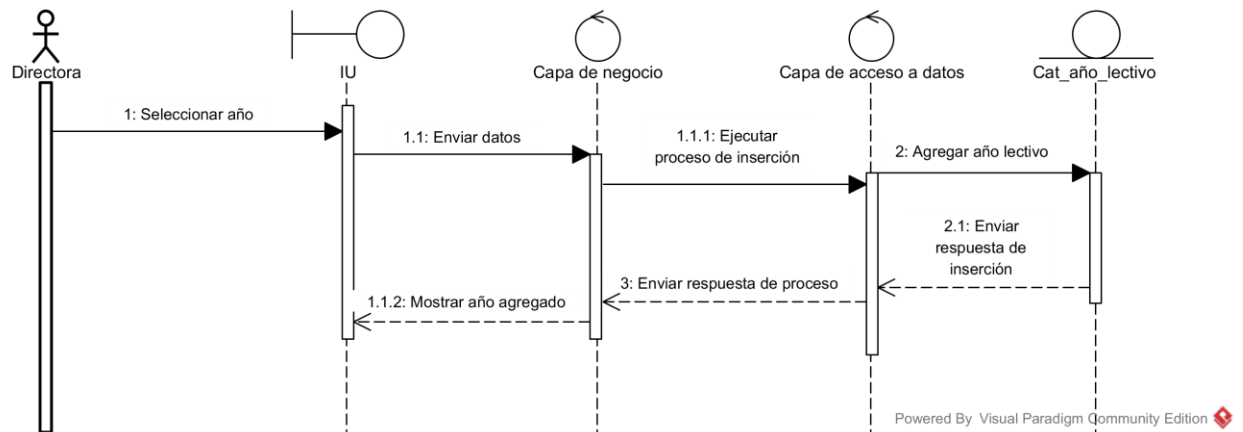 Directora
IU
Capa de negocio
Capa de acceso a datos
Cat_año_lectivo
1: Seleccionar año
1.1: Enviar datos
1.1.1: Ejecutar
proceso de inserción
2: Agregar año lectivo
2.1: Enviar
respuesta de
inserción
3: Enviar respuesta de proceso
1.1.2: Mostrar año agregado
Powered By Visual Paradigm Community Edition